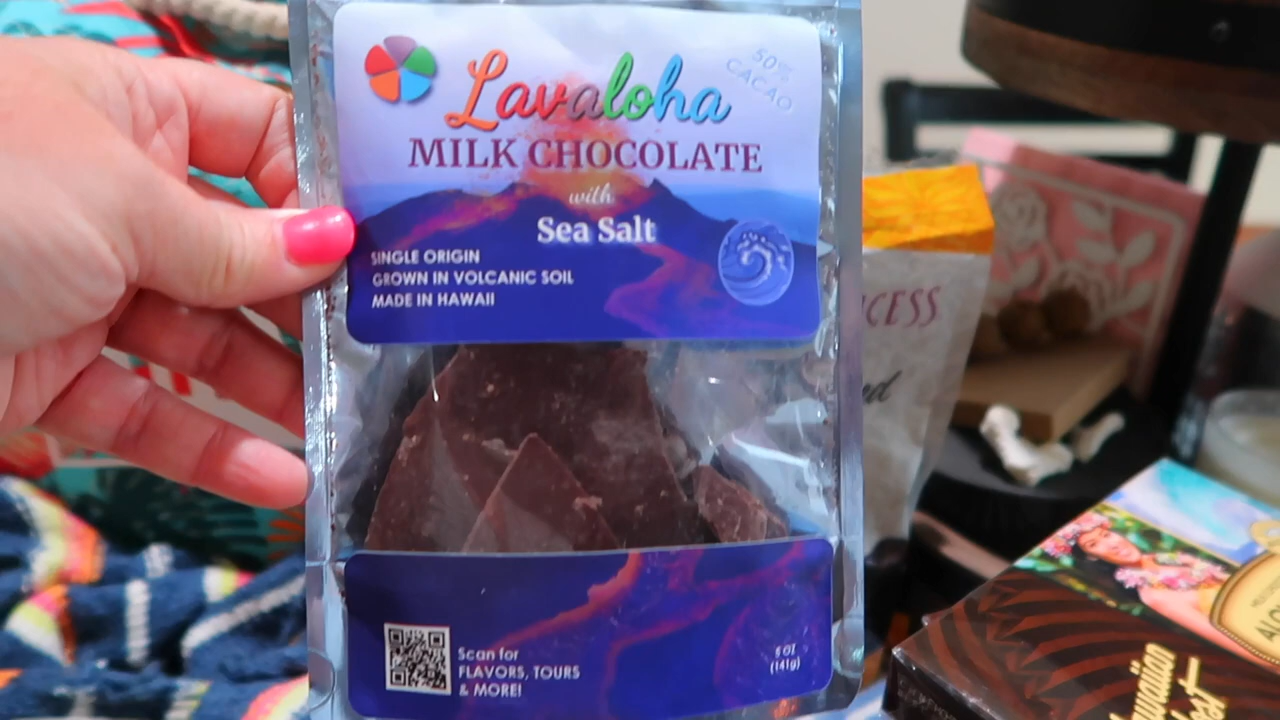 Lavaloha
50%
CACAO
MILK CHOCOLATE
with
Sea Salt
SINGLE ORIGIN
GROWN IN VOLCANIC SOIL
MADE IN HAWAII
Scan for
FLAVORS, TOURS
& MORE!
5 OZ
(141g)